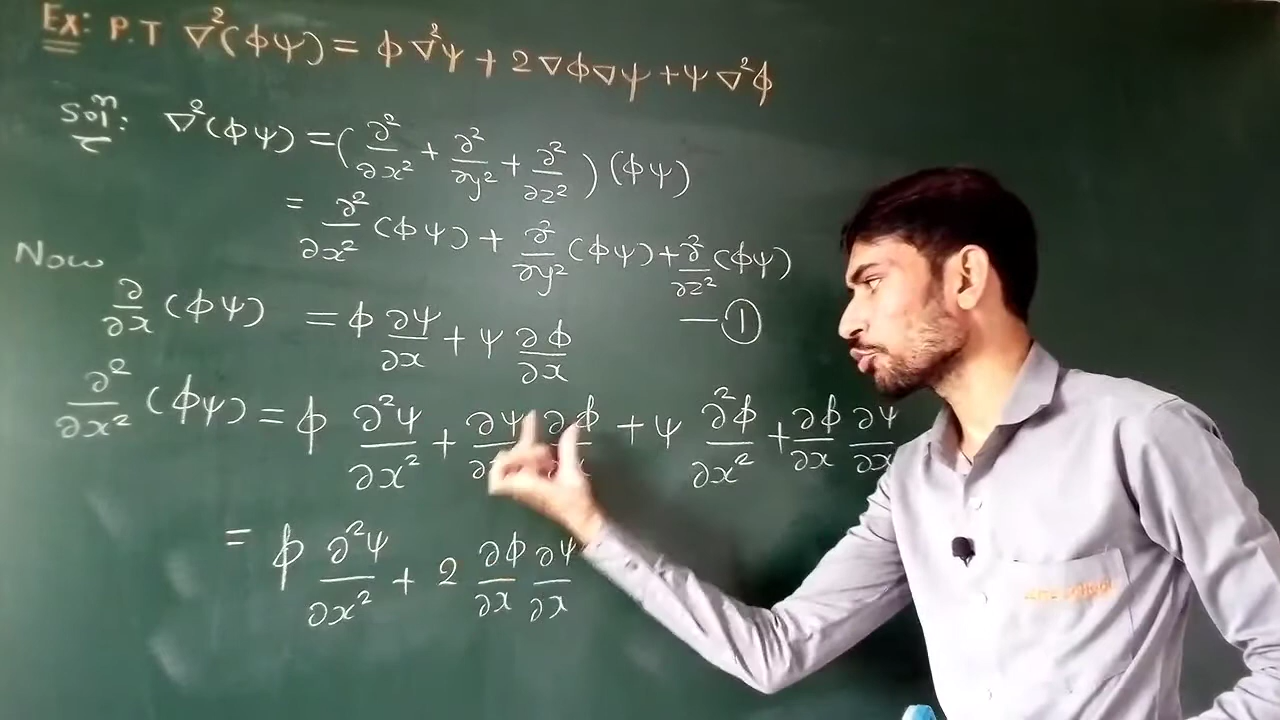 Ex: P.T ∇²(ϕψ) = ϕ∇²ψ + 2∇ϕ∇ψ + ψ∇²ϕ
Solⁿ: ∇²(ϕψ) = (∂²/∂x² + ∂²/∂y² + ∂²/∂z²)(ϕψ)
= ∂²/∂x² (ϕψ) + ∂²/∂y² (ϕψ) + ∂²/∂z² (ϕψ)
— ①
Now
∂/∂x (ϕψ) = ϕ ∂ψ/∂x + ψ ∂ϕ/∂x
∂²/∂x² (ϕψ) = ϕ ∂²ψ/∂x² + ∂ψ ∂ϕ + ψ ∂²ϕ/∂x² + ∂ϕ/∂x ∂ψ/∂x
= ϕ ∂²ψ/∂x² + 2 ∂ϕ/∂x ∂ψ/∂x